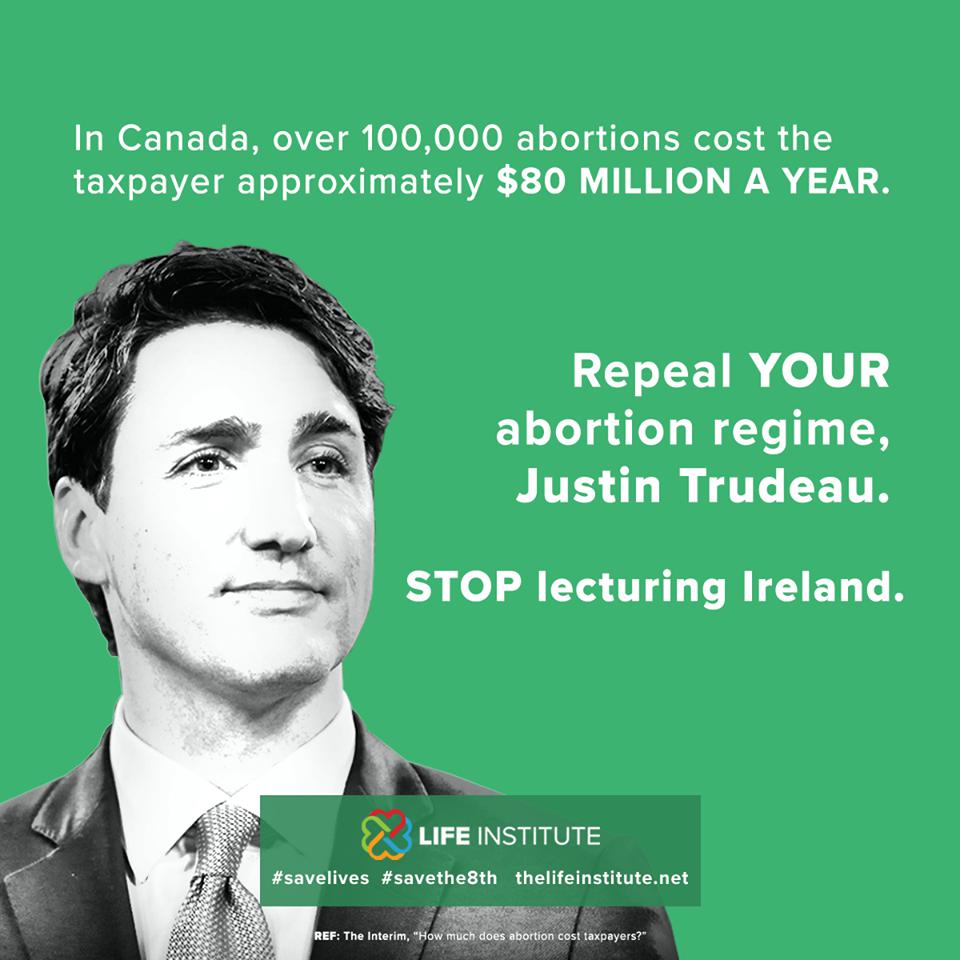 In Canada, over 100,000 abortions cost the
taxpayer approximately $80 MILLION A YEAR.
Repeal YOUR
abortion regime,
Justin Trudeau.
STOP lecturing Ireland.
LIFE INSTITUTE
#savelives #savethe8th thelifeinstitute.net
REF: The Interim, “How much does abortion cost taxpayers?”